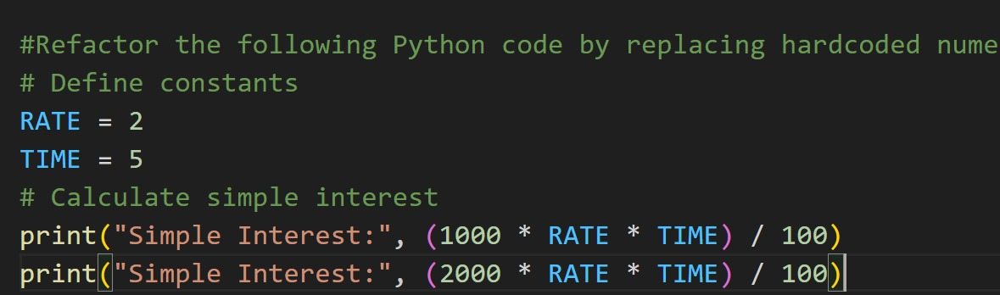 #Refactor the following Python code by replacing hardcoded nume
# Define constants
RATE = 2
TIME = 5
# Calculate simple interest
print("Simple Interest:", (1000 * RATE * TIME) / 100)
print("Simple Interest:", (2000 * RATE * TIME) / 100)